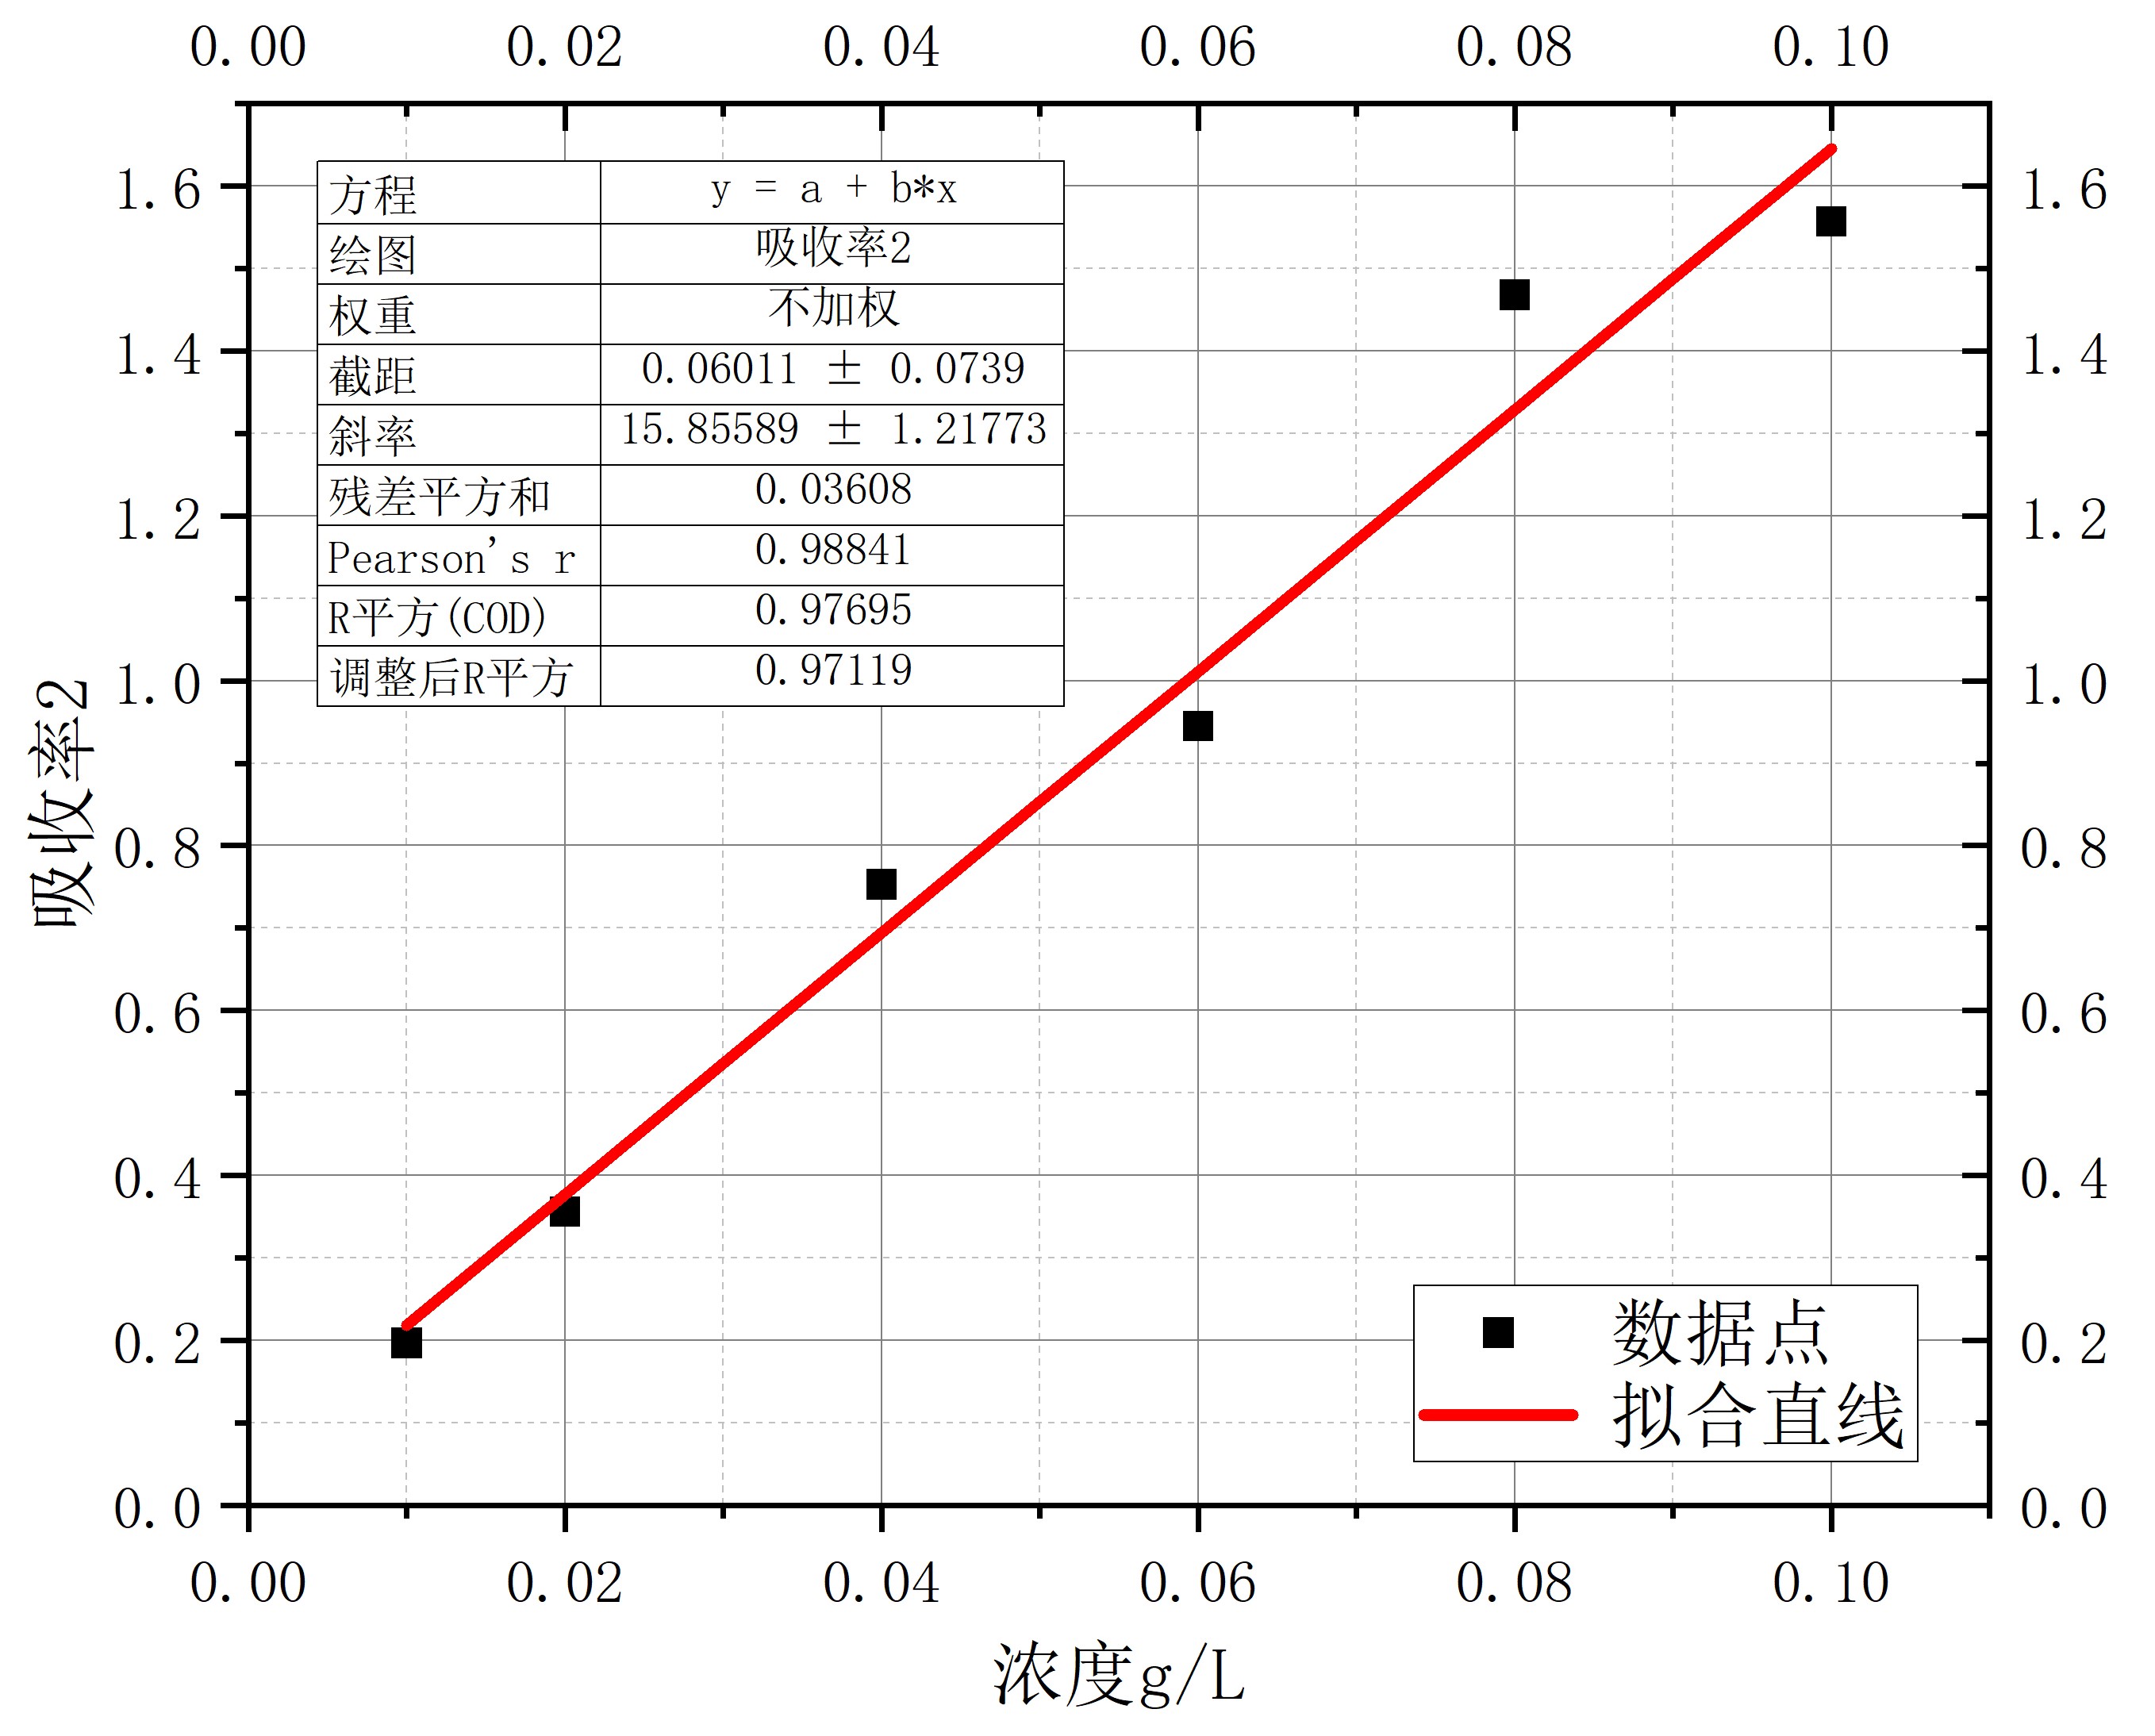 0.00 0.02 0.04 0.06 0.08 0.10
方程 y = a + b*x
绘图 吸收率2
权重 不加权
截距 0.06011 ± 0.0739
斜率 15.85589 ± 1.21773
残差平方和 0.03608
Pearson's r 0.98841
R平方(COD) 0.97695
调整后R平方 0.97119
1.6
1.4
1.2
1.0
0.8
0.6
0.4
0.2
0.0
吸收率2
1.6
1.4
1.2
1.0
0.8
0.6
0.4
0.2
0.0
数据点
拟合直线
0.00 0.02 0.04 0.06 0.08 0.10
浓度g/L